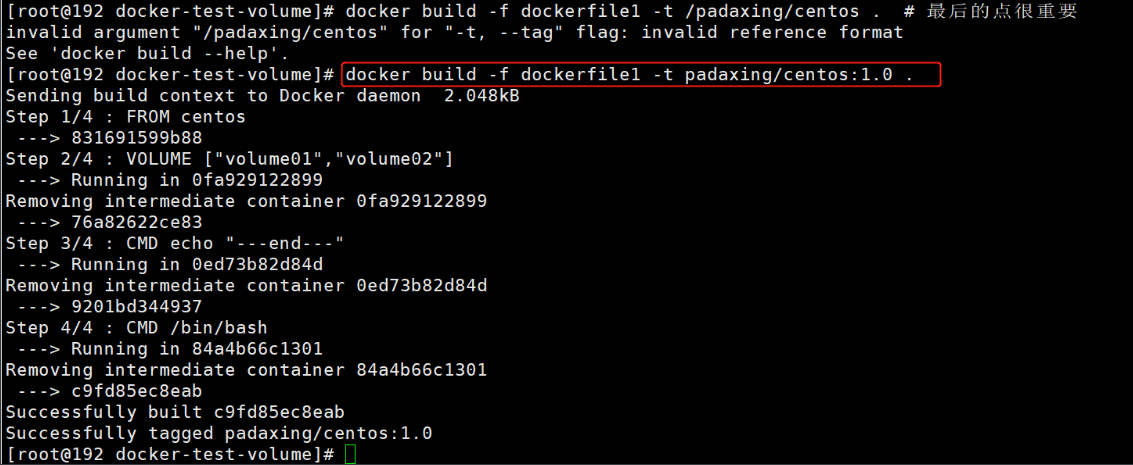 [root@192 docker-test-volume]# docker build -f dockerfile1 -t /padaxing/centos .  # 最后的点很重要
invalid argument "/padaxing/centos" for "-t, --tag" flag: invalid reference format
See 'docker build --help'.
[root@192 docker-test-volume]# docker build -f dockerfile1 -t padaxing/centos:1.0 .
Sending build context to Docker daemon  2.048kB
Step 1/4 : FROM centos
 ---> 831691599b88
Step 2/4 : VOLUME ["volume01","volume02"]
 ---> Running in 0fa929122899
Removing intermediate container 0fa929122899
 ---> 76a82622ce83
Step 3/4 : CMD echo "---end---"
 ---> Running in 0ed73b82d84d
Removing intermediate container 0ed73b82d84d
 ---> 9201bd344937
Step 4/4 : CMD /bin/bash
 ---> Running in 84a4b66c1301
Removing intermediate container 84a4b66c1301
 ---> c9fd85ec8eab
Successfully built c9fd85ec8eab
Successfully tagged padaxing/centos:1.0
[root@192 docker-test-volume]#